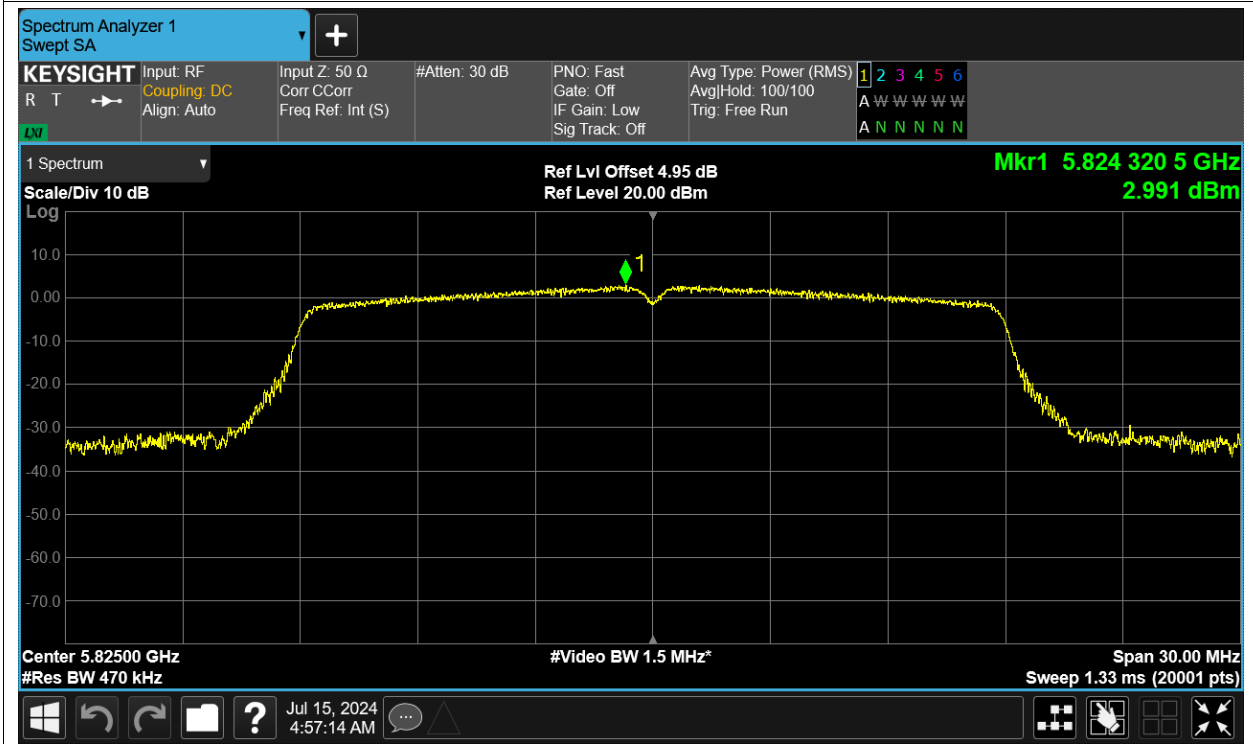 Spectrum Analyzer 1
Swept SA
+
KEYSIGHT
R T
LXI
Input: RF
Coupling: DC
Align: Auto
Input Z: 50 Ω
Corr CCorr
Freq Ref: Int (S)
#Atten: 30 dB
PNO: Fast
Gate: Off
IF Gain: Low
Sig Track: Off
Avg Type: Power (RMS)
Avg|Hold: 100/100
Trig: Free Run
1 2 3 4 5 6
A W W W W W
A N N N N N
1 Spectrum
Scale/Div 10 dB
Log
Ref Lvl Offset 4.95 dB
Ref Level 20.00 dBm
Mkr1 5.824 320 5 GHz
2.991 dBm
10.0
1
0.00
-10.0
-20.0
-30.0
-40.0
-50.0
-60.0
-70.0
Center 5.82500 GHz
#Video BW 1.5 MHz*
Span 30.00 MHz
#Res BW 470 kHz
Sweep 1.33 ms (20001 pts)
?
Jul 15, 2024
4:57:14 AM